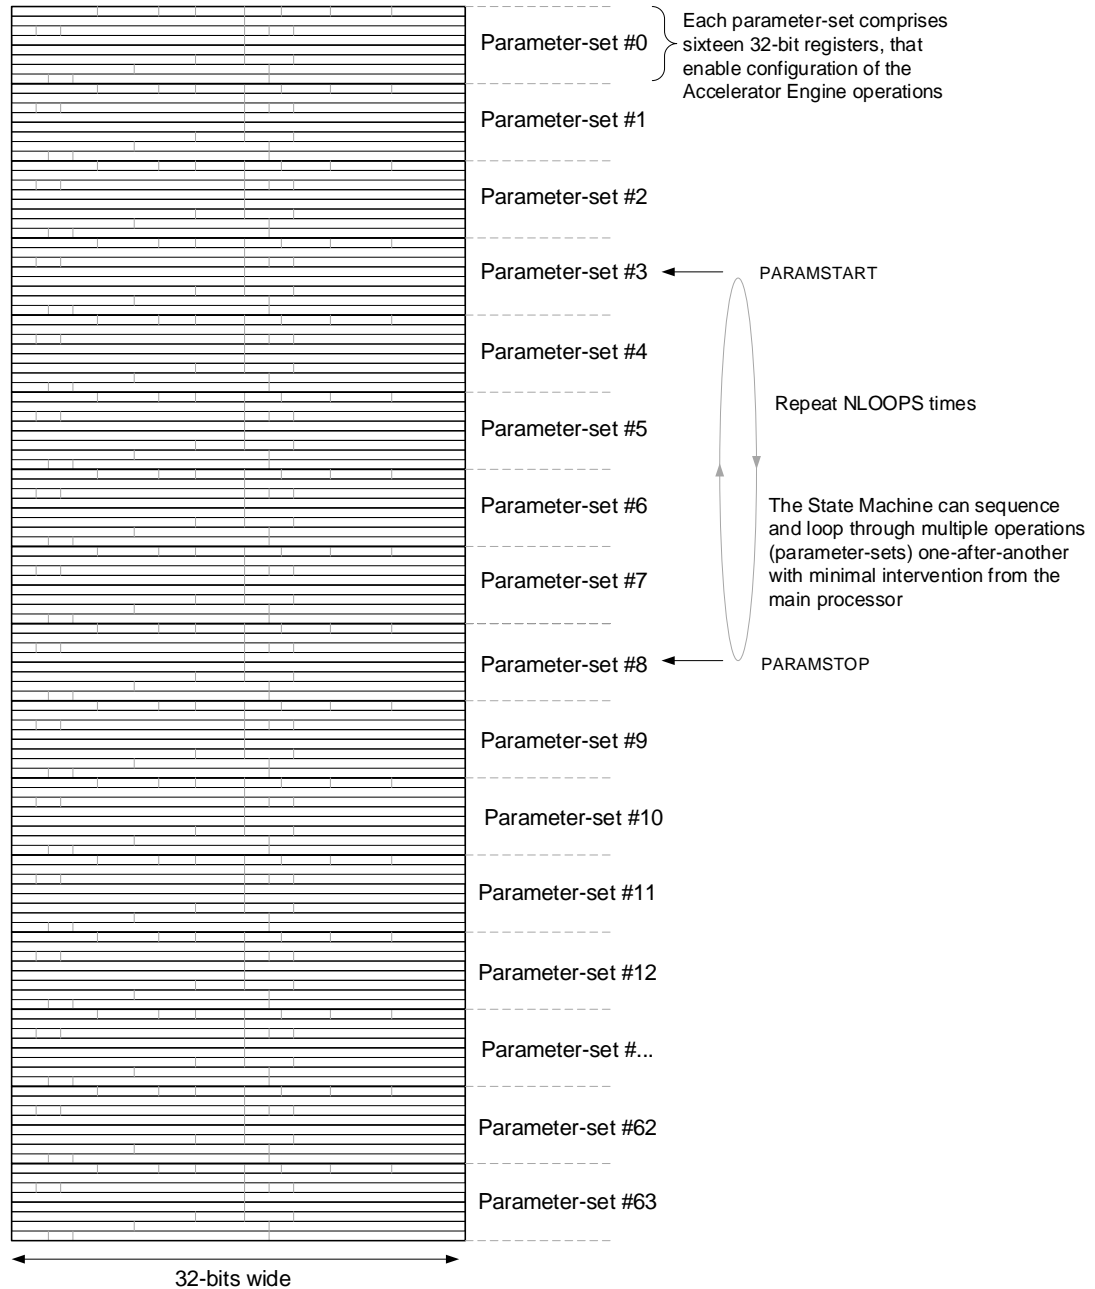 Parameter-set #0
Each parameter-set comprises
sixteen 32-bit registers, that
enable configuration of the
Accelerator Engine operations
Parameter-set #1
Parameter-set #2
Parameter-set #3
PARAMSTART
Parameter-set #4
Repeat NLOOPS times
Parameter-set #5
Parameter-set #6
The State Machine can sequence
and loop through multiple operations
(parameter-sets) one-after-another
with minimal intervention from the
main processor
Parameter-set #7
Parameter-set #8
PARAMSTOP
Parameter-set #9
Parameter-set #10
Parameter-set #11
Parameter-set #12
Parameter-set #...
Parameter-set #62
Parameter-set #63
32-bits wide